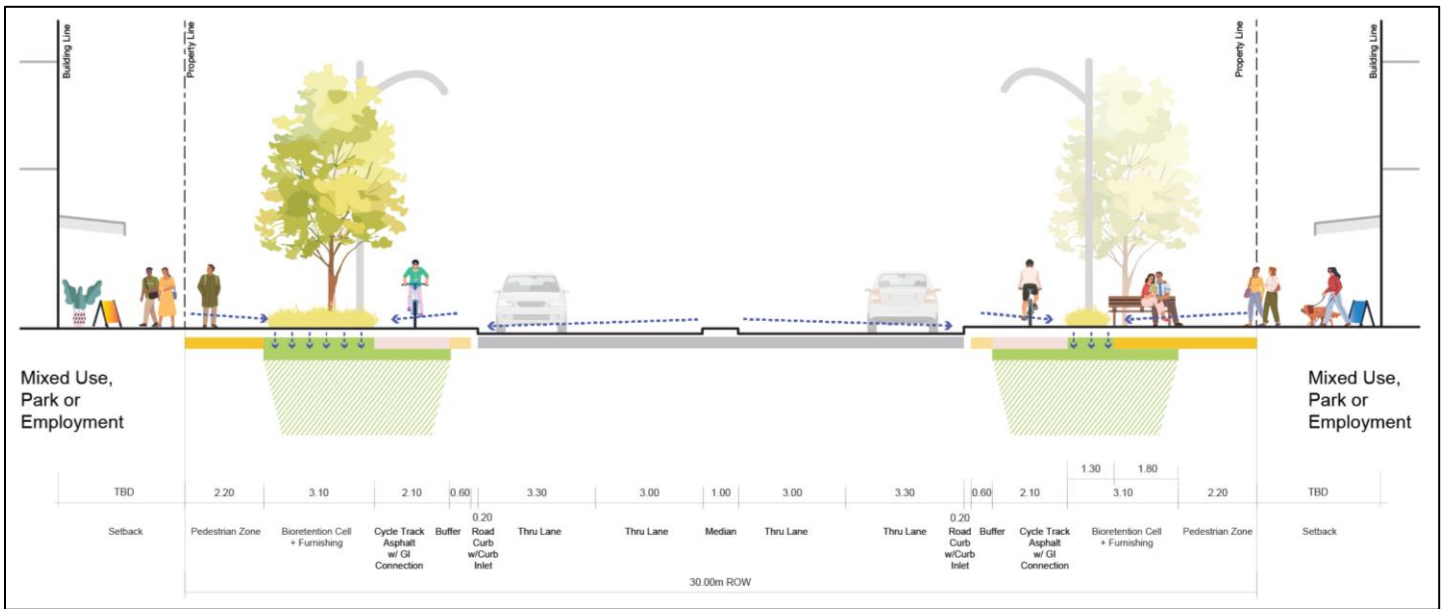 Building Line
Property Line
Property Line
Building Line
Mixed Use,
Park or
Employment
Mixed Use,
Park or
Employment
1.30 1.80
TBD 2.20 3.10 2.10 0.60 3.30 3.00 1.00 3.00 3.30 0.60 2.10 3.10 2.20 TBD
0.20 0.20
Setback Pedestrian Zone Bioretention Cell Cycle Track Buffer Road Thru Lane Thru Lane Median Thru Lane Thru Lane Road Buffer Cycle Track Bioretention Cell Pedestrian Zone Setback
+ Furnishing Asphalt Curb Curb Asphalt + Furnishing
w/ GI w/Curb w/Curb w/ GI
Connection Inlet Inlet Connection
30.00m ROW